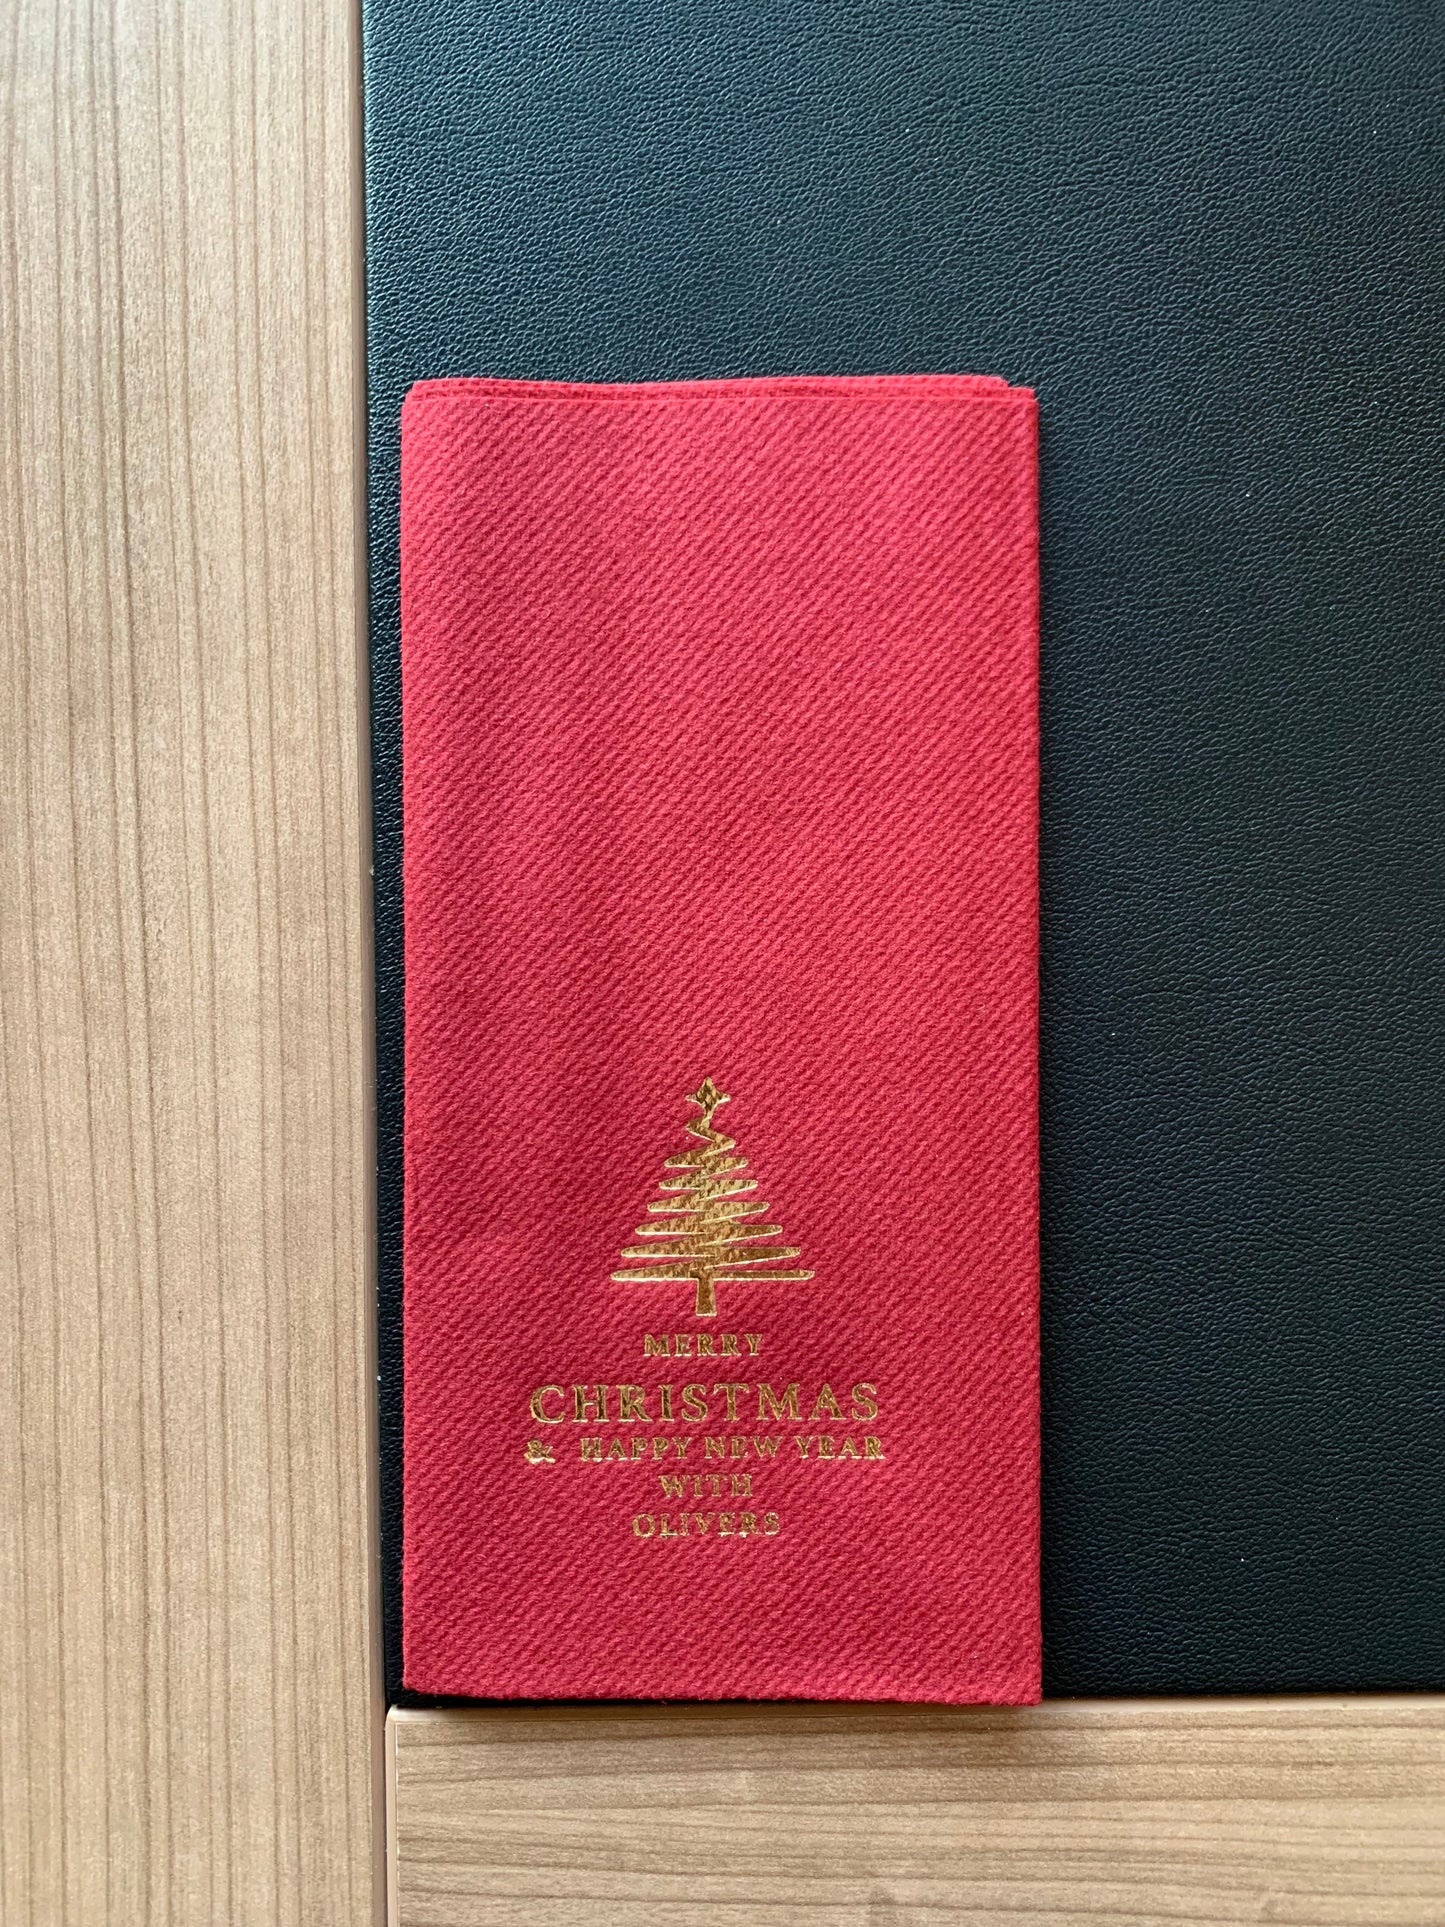 MERRY
CHRISTMAS
& HAPPY NEW YEAR
WITH
OLIVERS